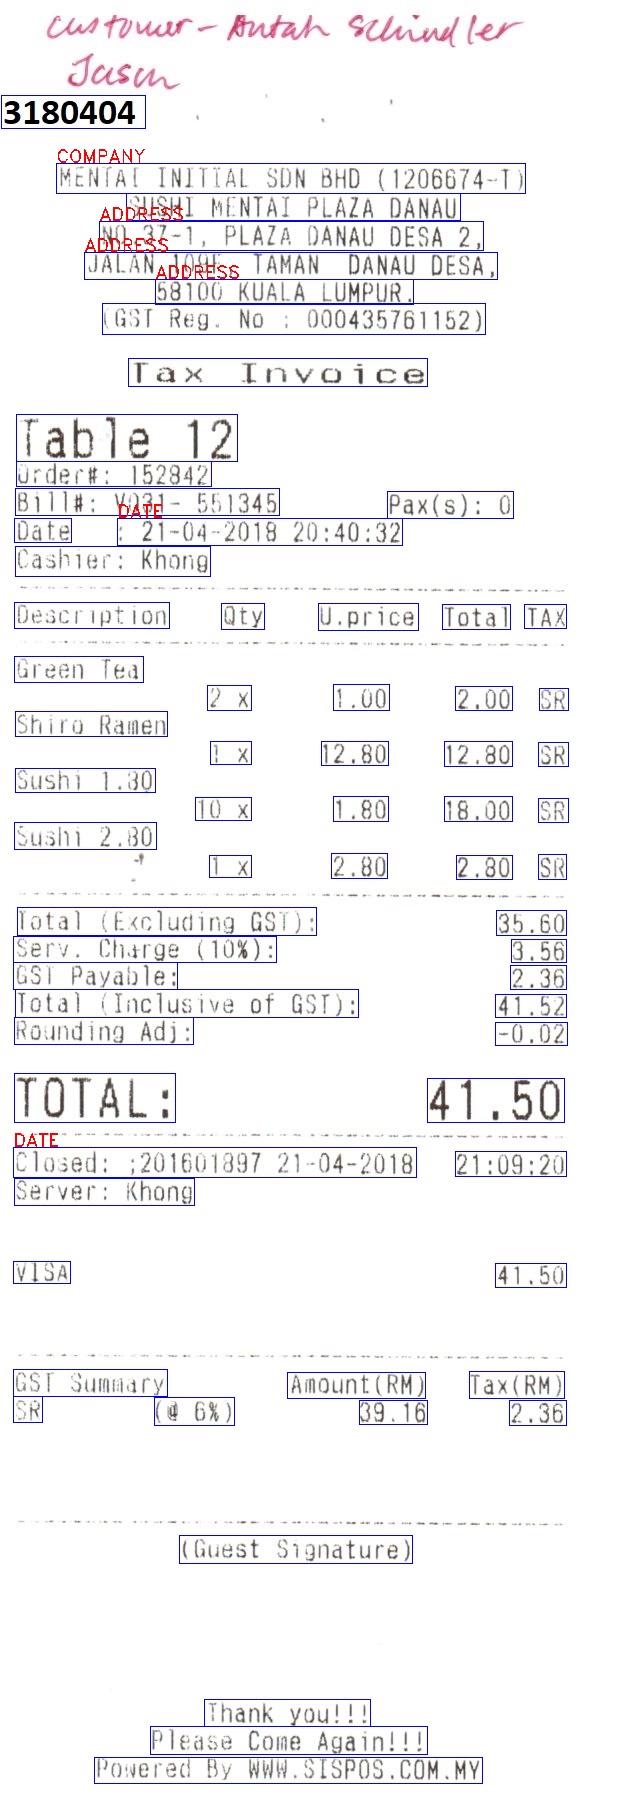 customer - Antah Schindler
Jason
3180404
COMPANY
MENTAI INITIAL SDN BHD (1206674-T)
SUSHI MENTAI PLAZA DANAU
ADDRESS
NO 37-1, PLAZA DANAU DESA 2,
ADDRESS
JALAN TAMAN DANAU DESA,
ADDRESS
58100 KUALA LUMPUR.
(GST Reg. No : 000435761152)
Tax Invoice
Table 12
Order#: 152842
Bill#: V031- 551345 Pax(s): 0
DATE
Date : 21-04-2018 20:40:32
Cashier: Khong
Description Qty U.price Total TAX
Green Tea
2 x 1.00 2.00 SR
Shiro Ramen
1 x 12.80 12.80 SR
Sushi 1.80
10 x 1.80 18.00 SR
Sushi 2.80
1 x 2.80 2.80 SR
Total (Excluding GST): 35.60
Serv. Charge (10%): 3.56
GST Payable: 2.36
Total (Inclusive of GST): 41.52
Rounding Adj: -0.02
TOTAL: 41.50
DATE
Closed: ;201601897 21-04-2018 21:09:20
Server: Khong
VISA 41.50
GST Summary Amount(RM) Tax(RM)
SR (@ 6%) 39.16 2.36
(Guest Signature)
Thank you!!!
Please Come Again!!!
Powered By WWW.SISPOS.COM.MY